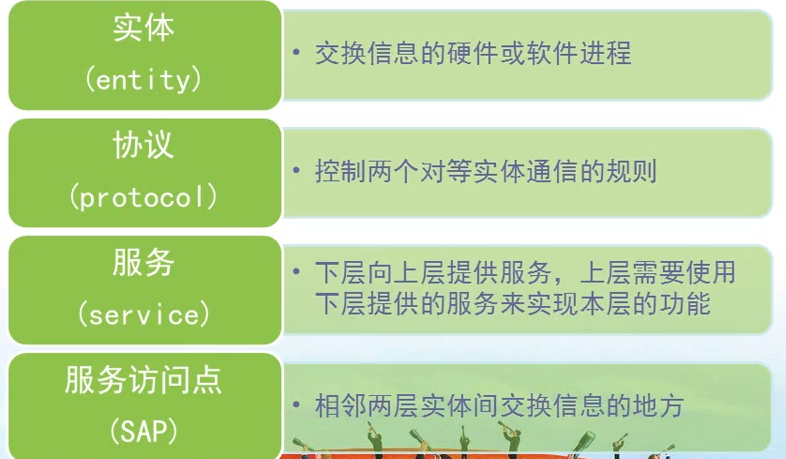 实体
(entity)
• 交换信息的硬件或软件进程
协议
(protocol)
• 控制两个对等实体通信的规则
服务
(service)
• 下层向上层提供服务，上层需要使用
下层提供的服务来实现本层的功能
服务访问点
(SAP)
• 相邻两层实体间交换信息的地方